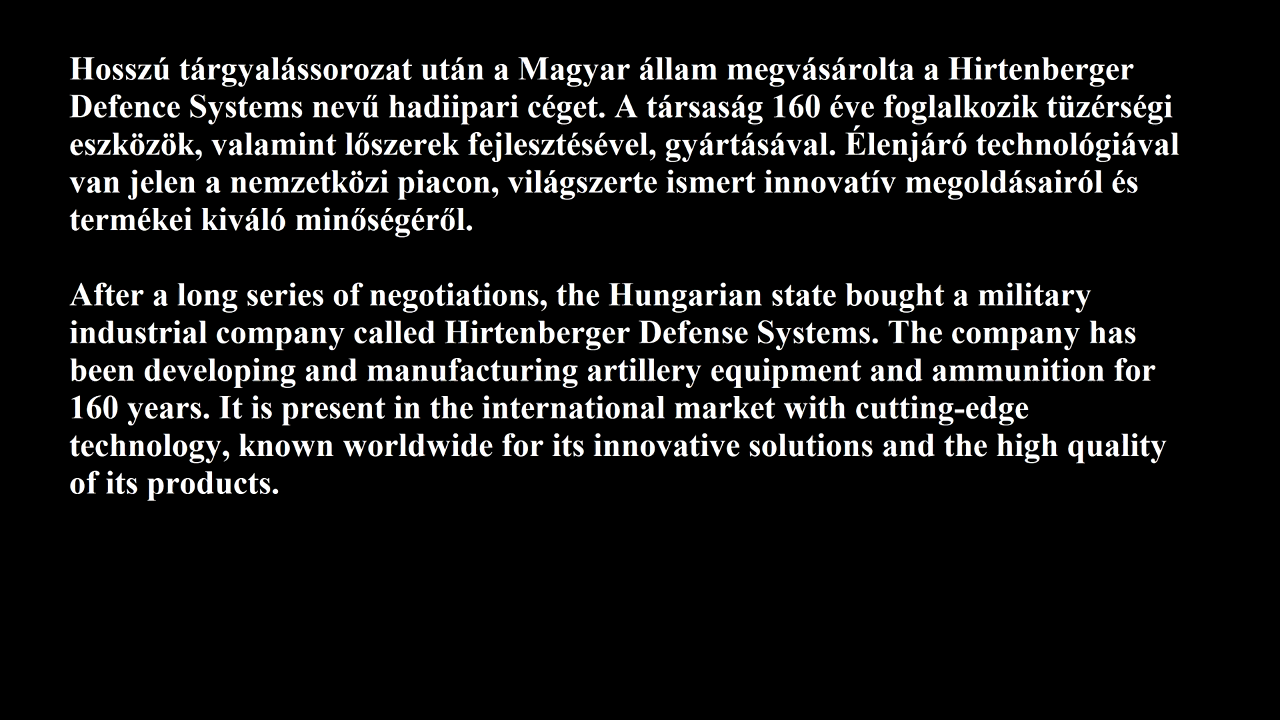 Hosszú tárgyalássorozat után a Magyar állam megvásárolta a Hirtenberger
Defence Systems nevű hadiipari céget. A társaság 160 éve foglalkozik tüzérségi
eszközök, valamint lőszerek fejlesztésével, gyártásával. Élenjáró technológiával
van jelen a nemzetközi piacon, világszerte ismert innovatív megoldásairól és
termékei kiváló minőségéről.
After a long series of negotiations, the Hungarian state bought a military
industrial company called Hirtenberger Defense Systems. The company has
been developing and manufacturing artillery equipment and ammunition for
160 years. It is present in the international market with cutting-edge
technology, known worldwide for its innovative solutions and the high quality
of its products.